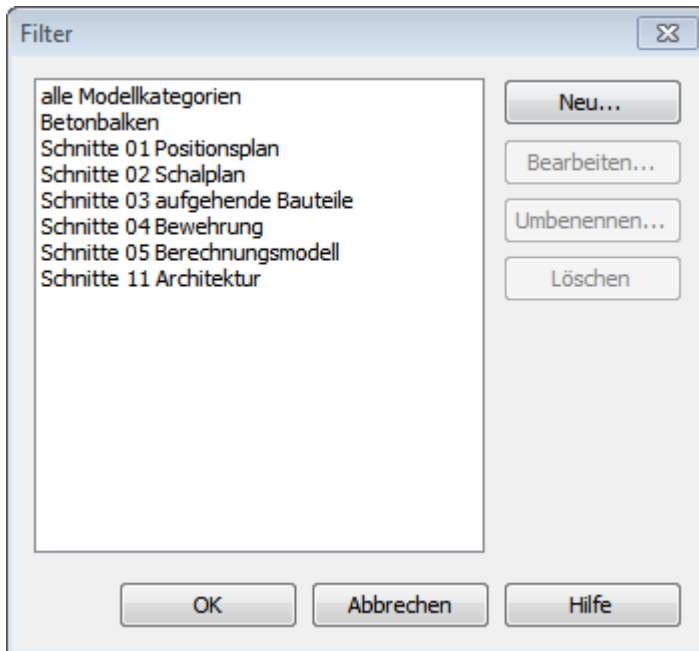 Filter
alle Modellkategorien
Betonbalken
Schnitte 01 Positionsplan
Schnitte 02 Schalplan
Schnitte 03 aufgehende Bauteile
Schnitte 04 Bewehrung
Schnitte 05 Berechnungsmodell
Schnitte 11 Architektur
Neu...
Bearbeiten...
Umbenennen...
Löschen
OK
Abbrechen
Hilfe